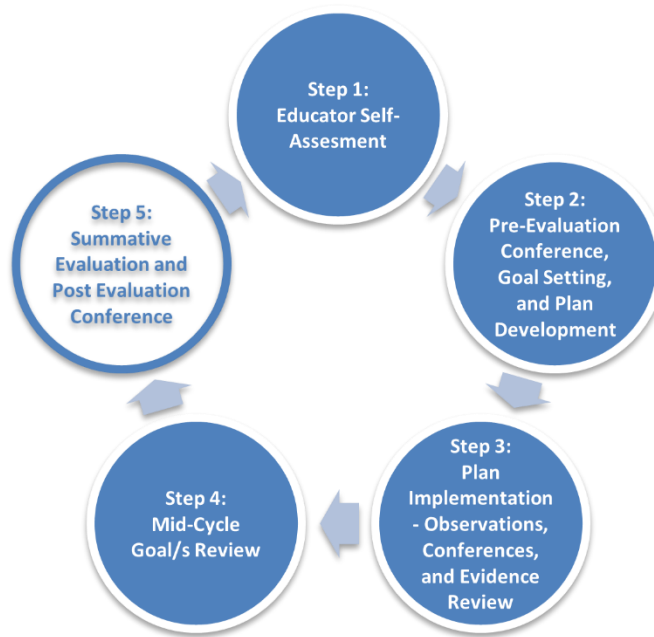 Step 1:
Educator Self-
Assesment
Step 2:
Pre-Evaluation
Conference,
Goal Setting,
and Plan
Development
Step 3:
Plan
Implementation
- Observations,
Conferences,
and Evidence
Review
Step 4:
Mid-Cycle
Goal/s Review
Step 5:
Summative
Evaluation and
Post Evaluation
Conference